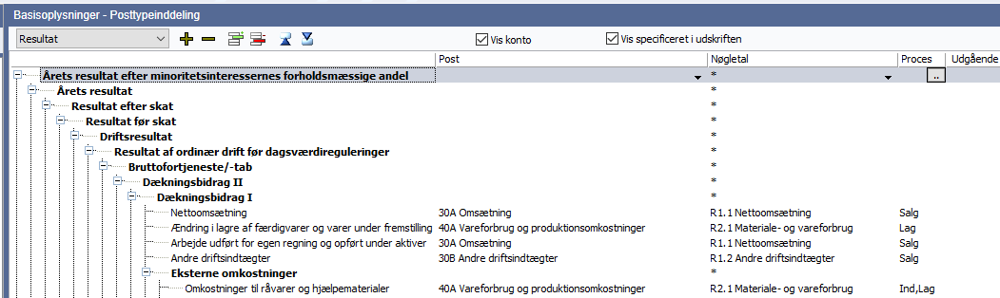 Basisoplysninger - Posttypeinddeling
Resultat Vis konto Vis specificeret i udskriften
Post Nøgletal Proces Udgående
Årets resultat efter minoritetsinteressernes forholdsmæssige andel * ..
Årets resultat *
Resultat efter skat *
Resultat før skat *
Driftsresultat *
Resultat af ordinær drift før dagsværdireguleringer *
Bruttofortjeneste/-tab *
Dækningsbidrag II *
Dækningsbidrag I *
Nettoomsætning 30A Omsætning R1.1 Nettoomsætning Salg
Ændring i lagre af færdigvarer og varer under fremstilling 40A Vareforbrug og produktionsomkostninger R2.1 Materiale- og vareforbrug Lag
Arbejde udført for egen regning og opført under aktiver 30A Omsætning R1.1 Nettoomsætning Salg
Andre driftsindtægter 30B Andre driftsindtægter R1.2 Andre driftsindtægter Salg
Eksterne omkostninger *
Omkostninger til råvarer og hjælpematerialer 40A Vareforbrug og produktionsomkostninger R2.1 Materiale- og vareforbrug Ind,Lag